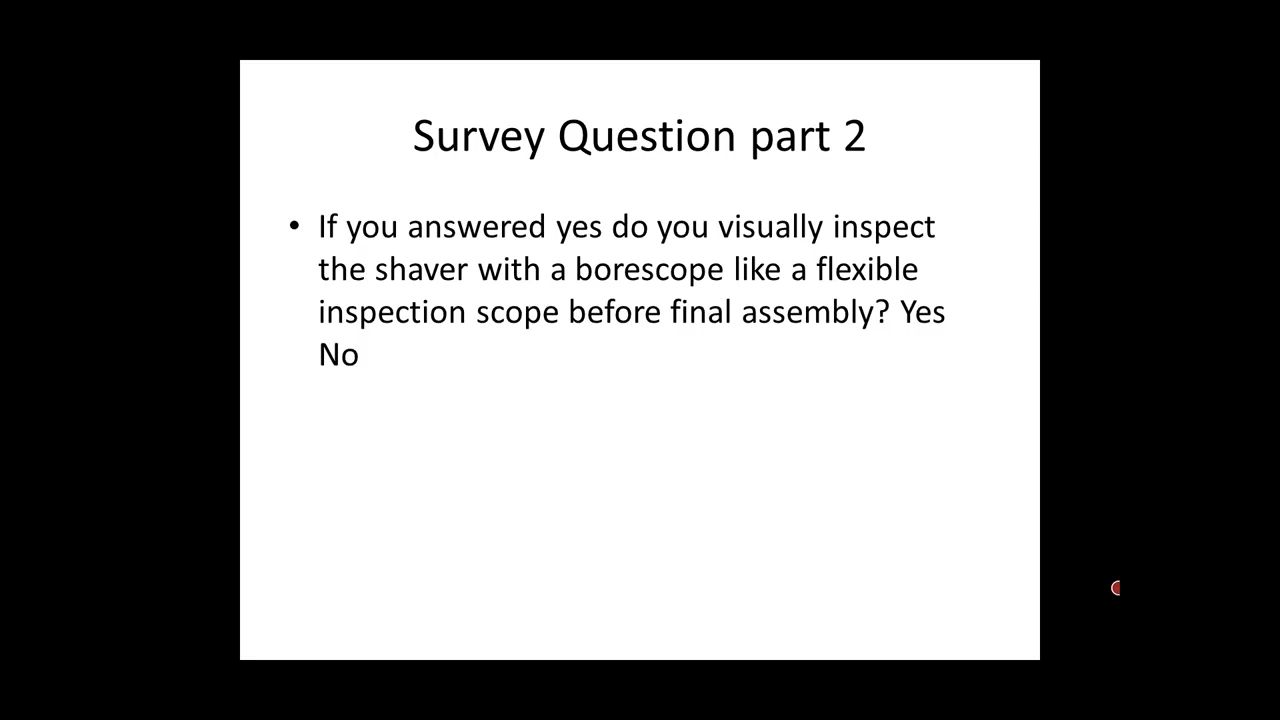 Survey Question part 2
• If you answered yes do you visually inspect
the shaver with a borescope like a flexible
inspection scope before final assembly? Yes
No